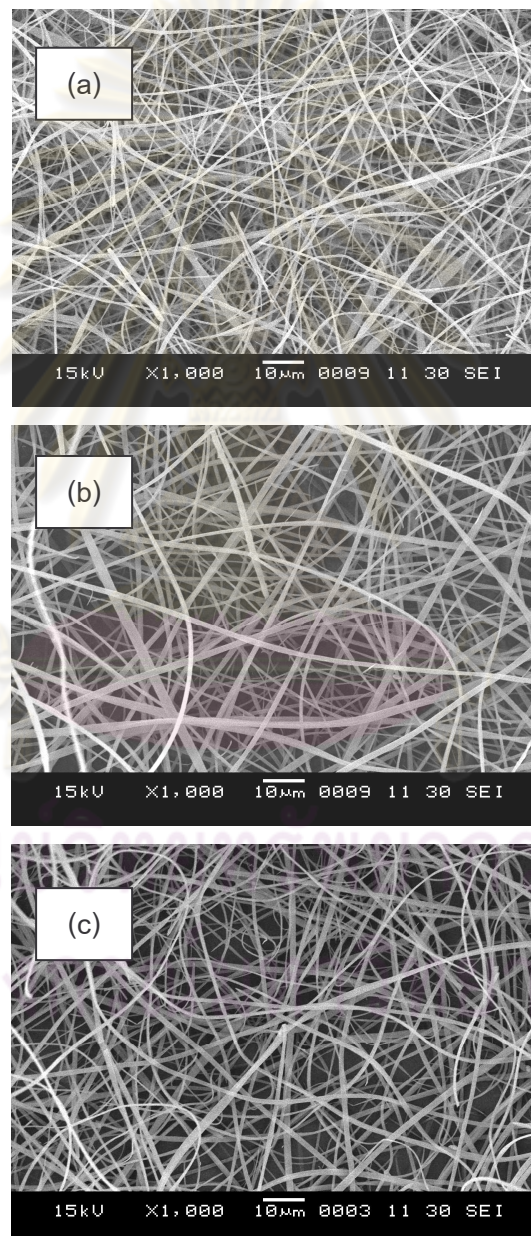 (a)
15kV X1,000 10μm 0009 11 30 SEI
(b)
15kV X1,000 10μm 0009 11 30 SEI
(c)
15kV X1,000 10μm 0003 11 30 SEI